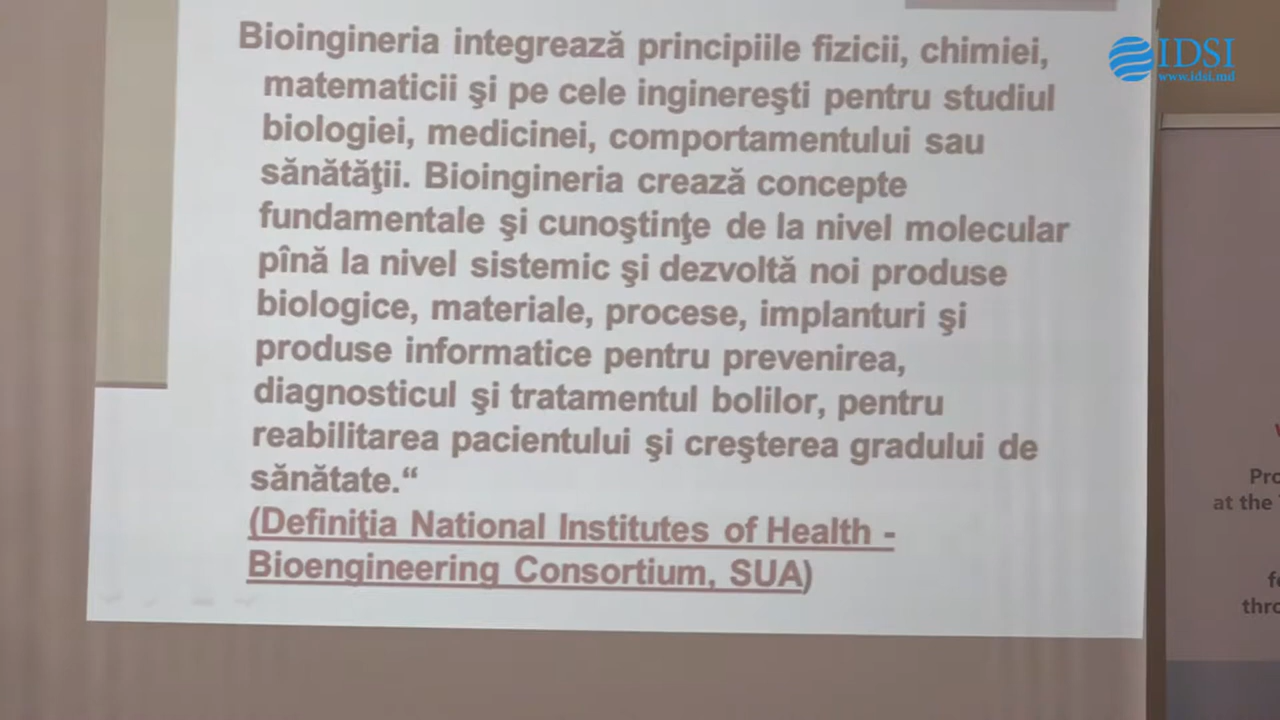 Bioingineria integrează principiile fizicii, chimiei,
matematicii şi pe cele inginereşti pentru studiul
biologiei, medicinei, comportamentului sau
sănătăţii. Bioingineria crează concepte
fundamentale şi cunoştinţe de la nivel molecular
pînă la nivel sistemic şi dezvoltă noi produse
biologice, materiale, procese, implanturi şi
produse informatice pentru prevenirea,
diagnosticul şi tratamentul bolilor, pentru
reabilitarea pacientului şi creşterea gradului de
sănătate.“
(Definiţia National Institutes of Health -
Bioengineering Consortium, SUA)
IDSI
www.idsi.md
at the